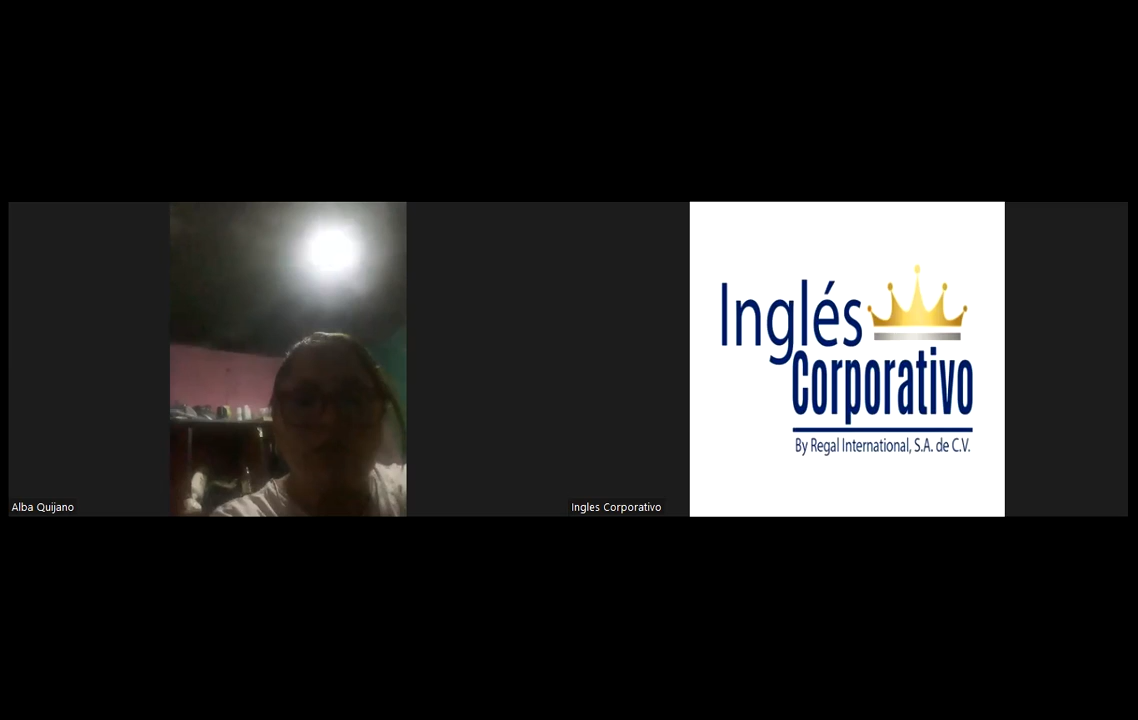 Inglés
Corporativo
By Regal International, S.A. de C.V.
Alba Quijano
Ingles Corporativo